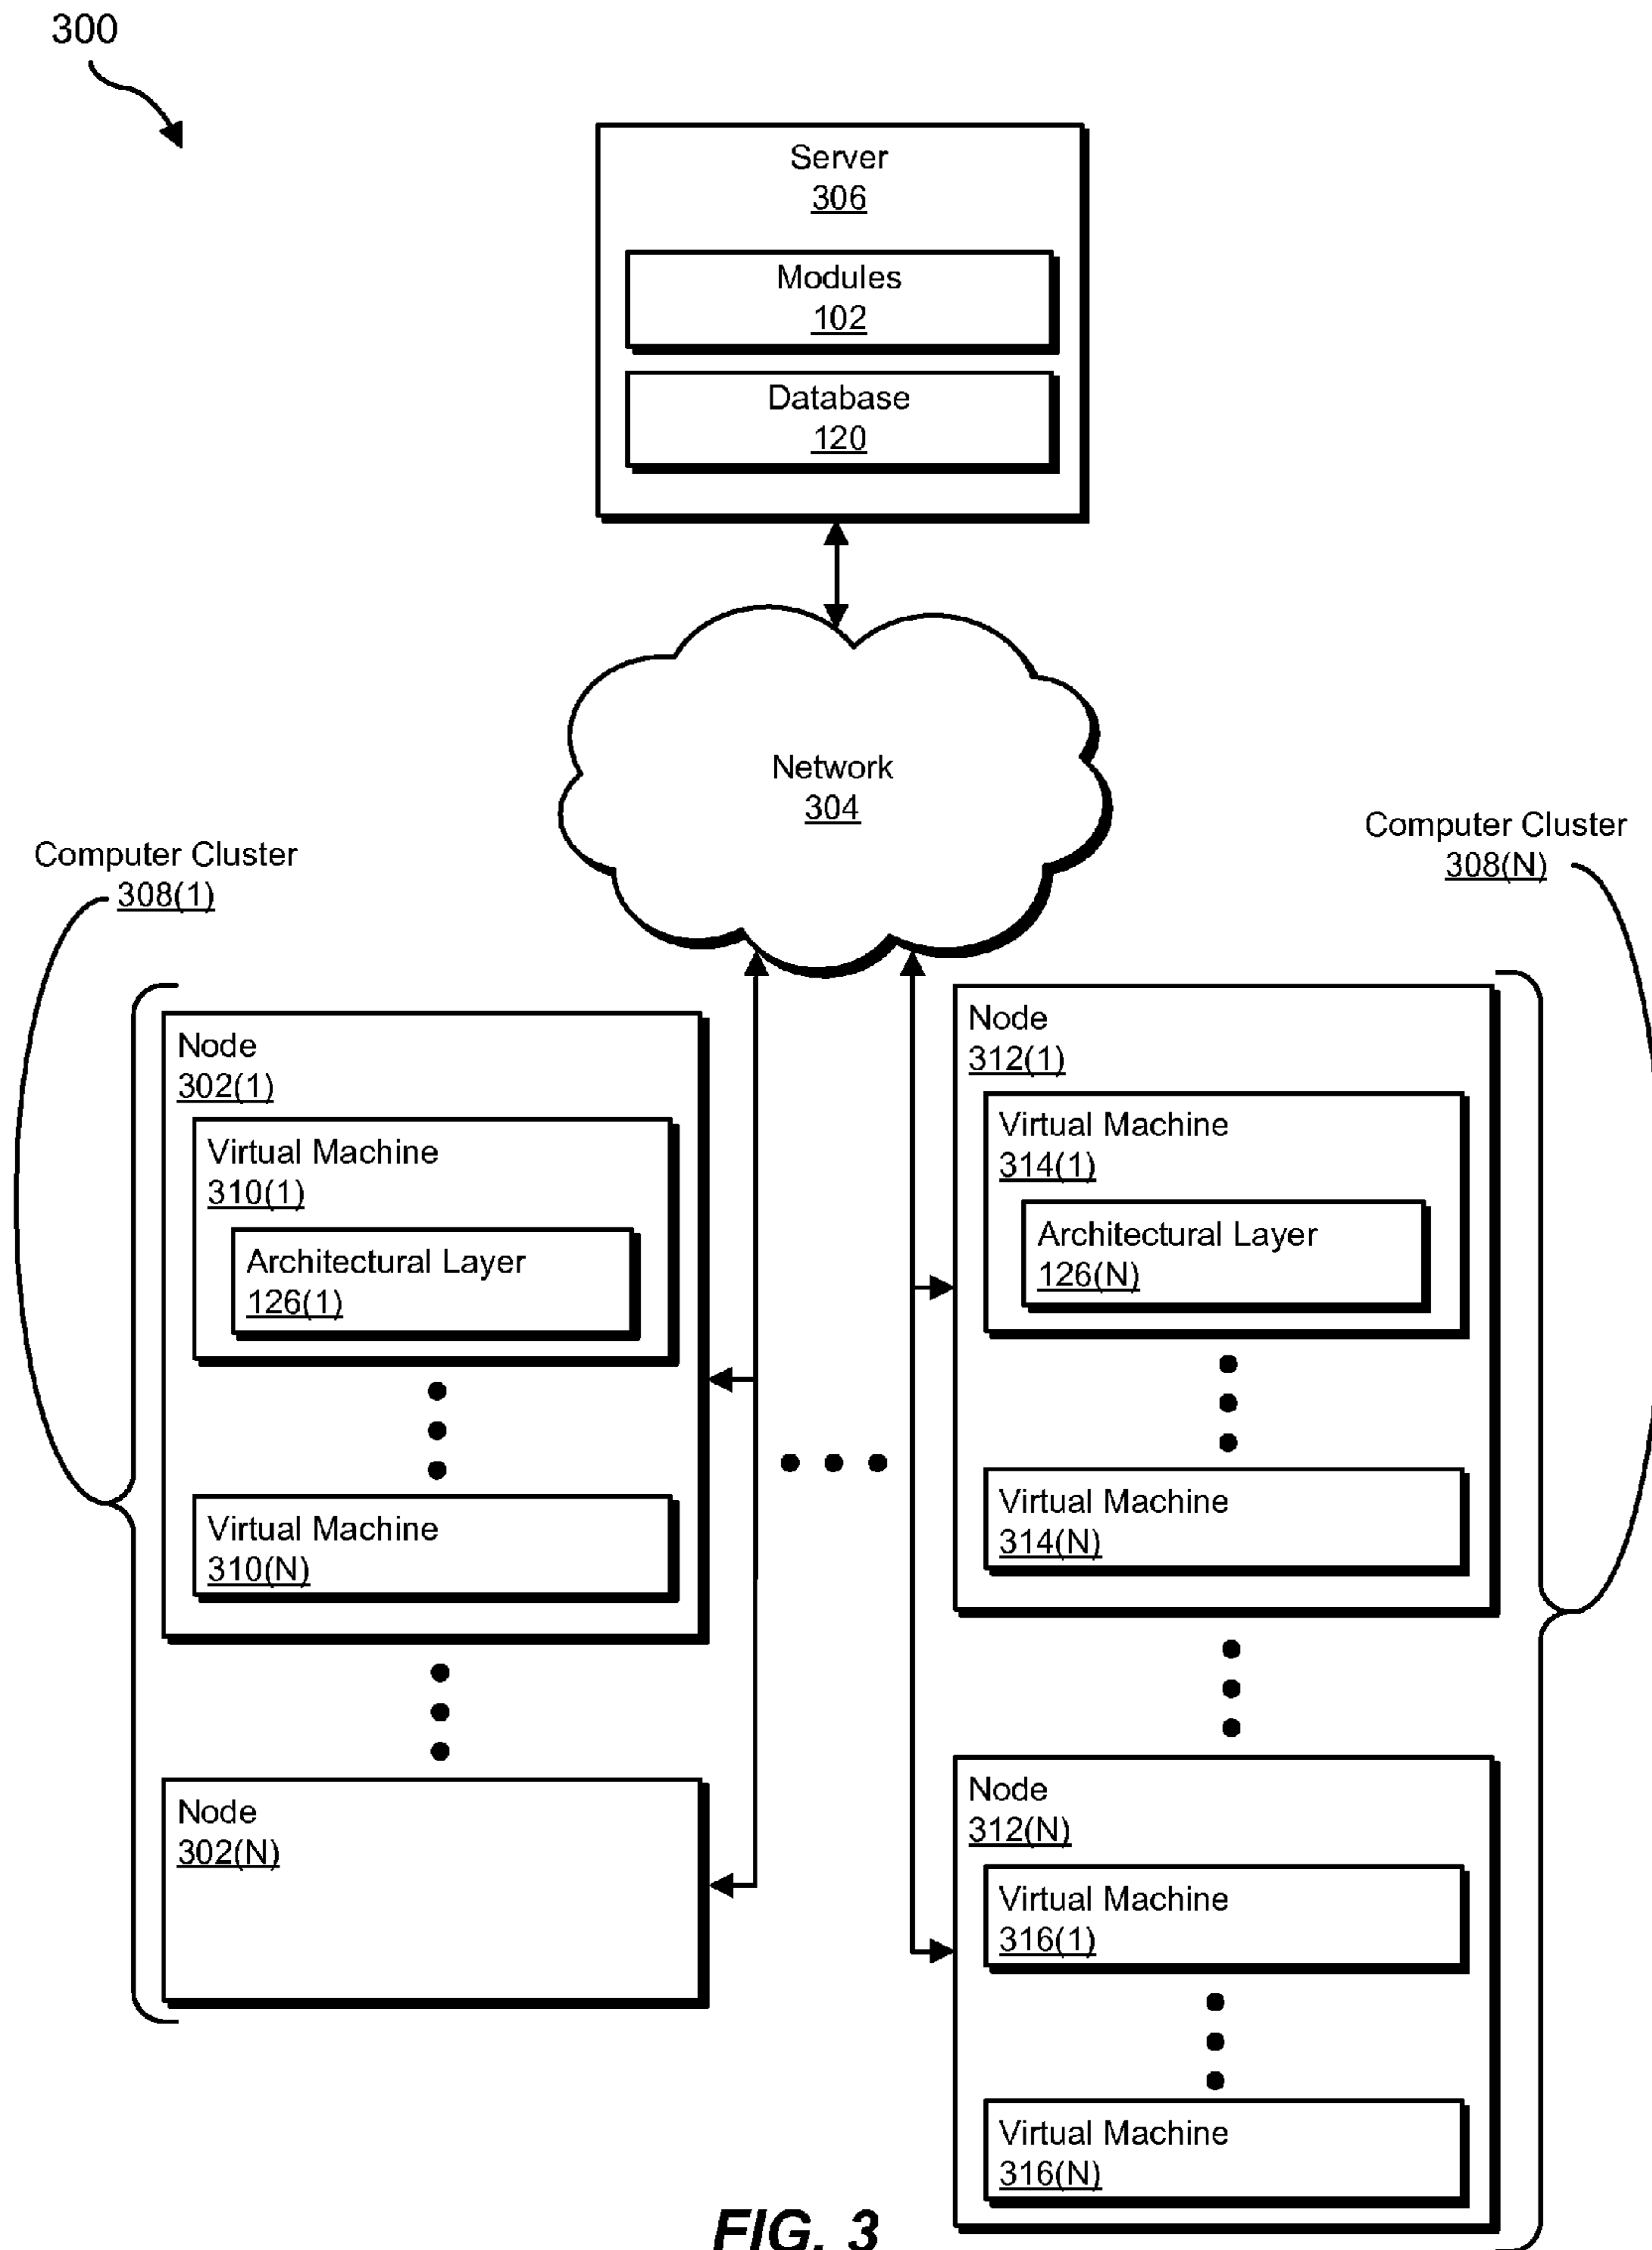 300
Server
306
Modules
102
Database
120
Network
304
Computer Cluster
308(1)
Computer Cluster
308(N)
Node
302(1)
Virtual Machine
310(1)
Architectural Layer
126(1)
Virtual Machine
310(N)
Node
302(N)
Node
312(1)
Virtual Machine
314(1)
Architectural Layer
126(N)
Virtual Machine
314(N)
Node
312(N)
Virtual Machine
316(1)
Virtual Machine
316(N)
FIG. 3